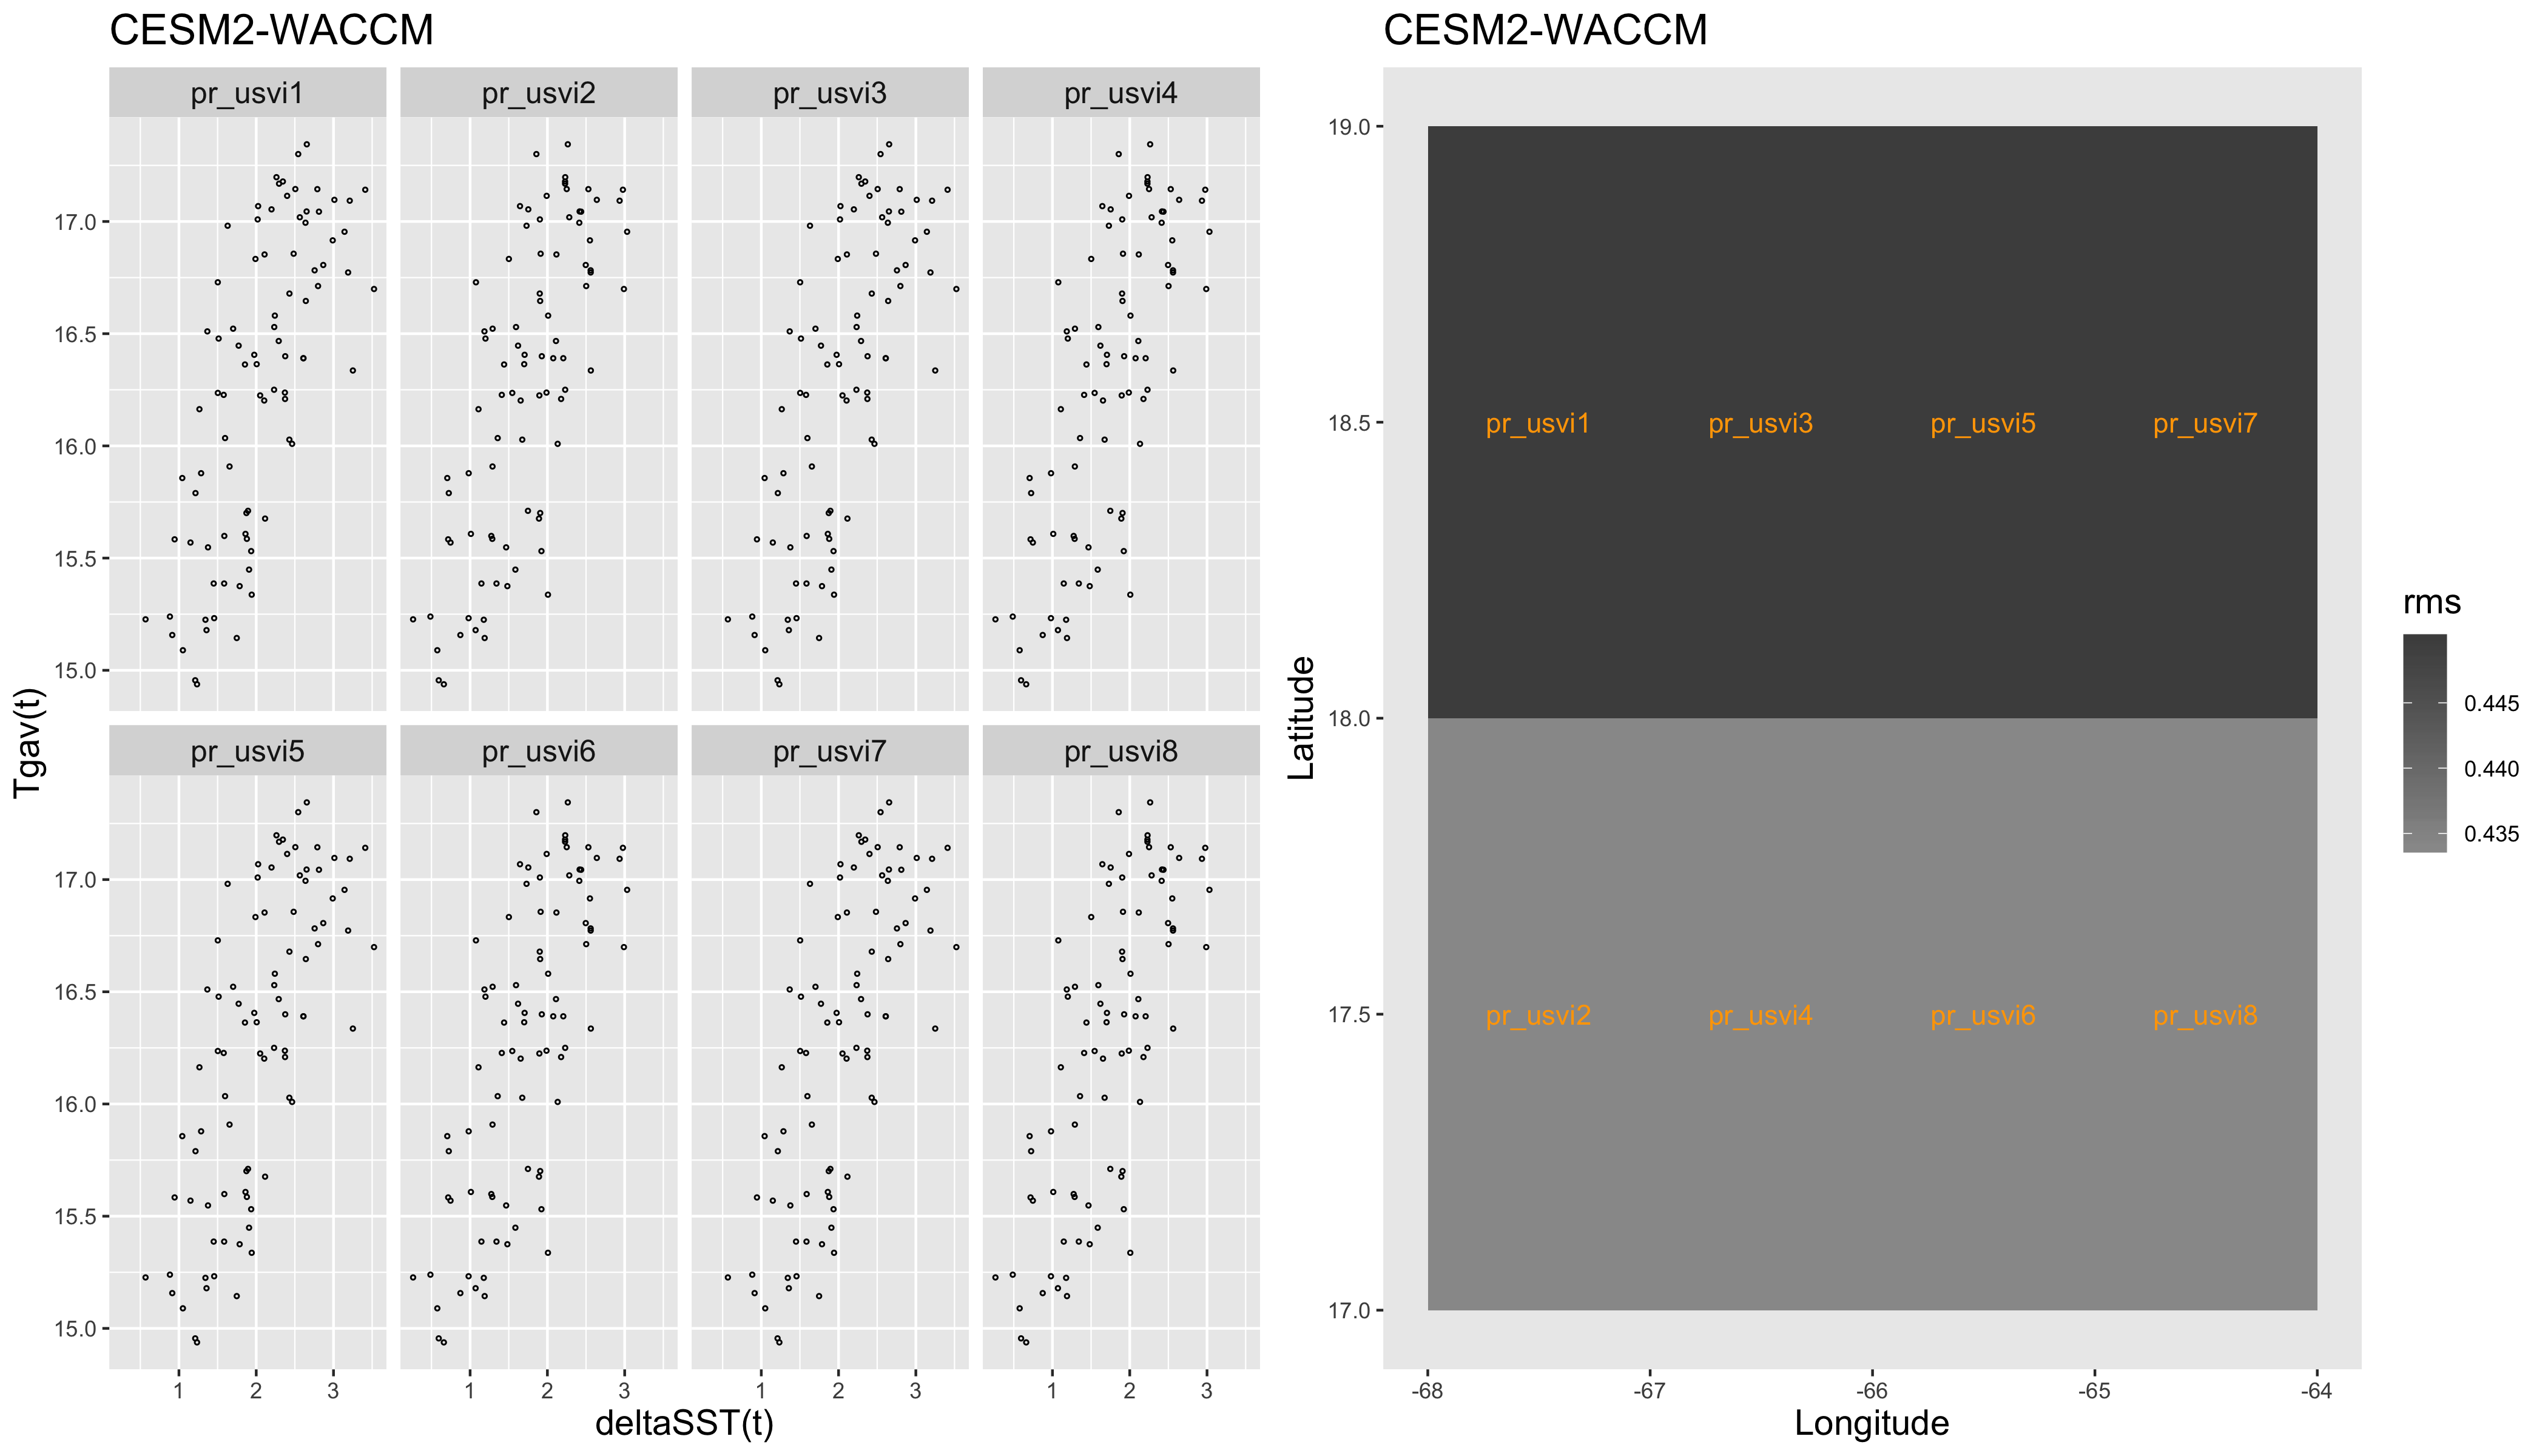 CESM2-WACCM
pr_usvi1 pr_usvi2 pr_usvi3 pr_usvi4
17.0
16.5
16.0
15.5
15.0
pr_usvi5 pr_usvi6 pr_usvi7 pr_usvi8
17.0
16.5
16.0
15.5
15.0
1 2 3 1 2 3 1 2 3 1 2 3
deltaSST(t)
Tgav(t)
CESM2-WACCM
19.0
18.5
18.0
17.5
17.0
pr_usvi1 pr_usvi3 pr_usvi5 pr_usvi7
pr_usvi2 pr_usvi4 pr_usvi6 pr_usvi8
-68 -67 -66 -65 -64
Longitude
Latitude
rms
0.445
0.440
0.435